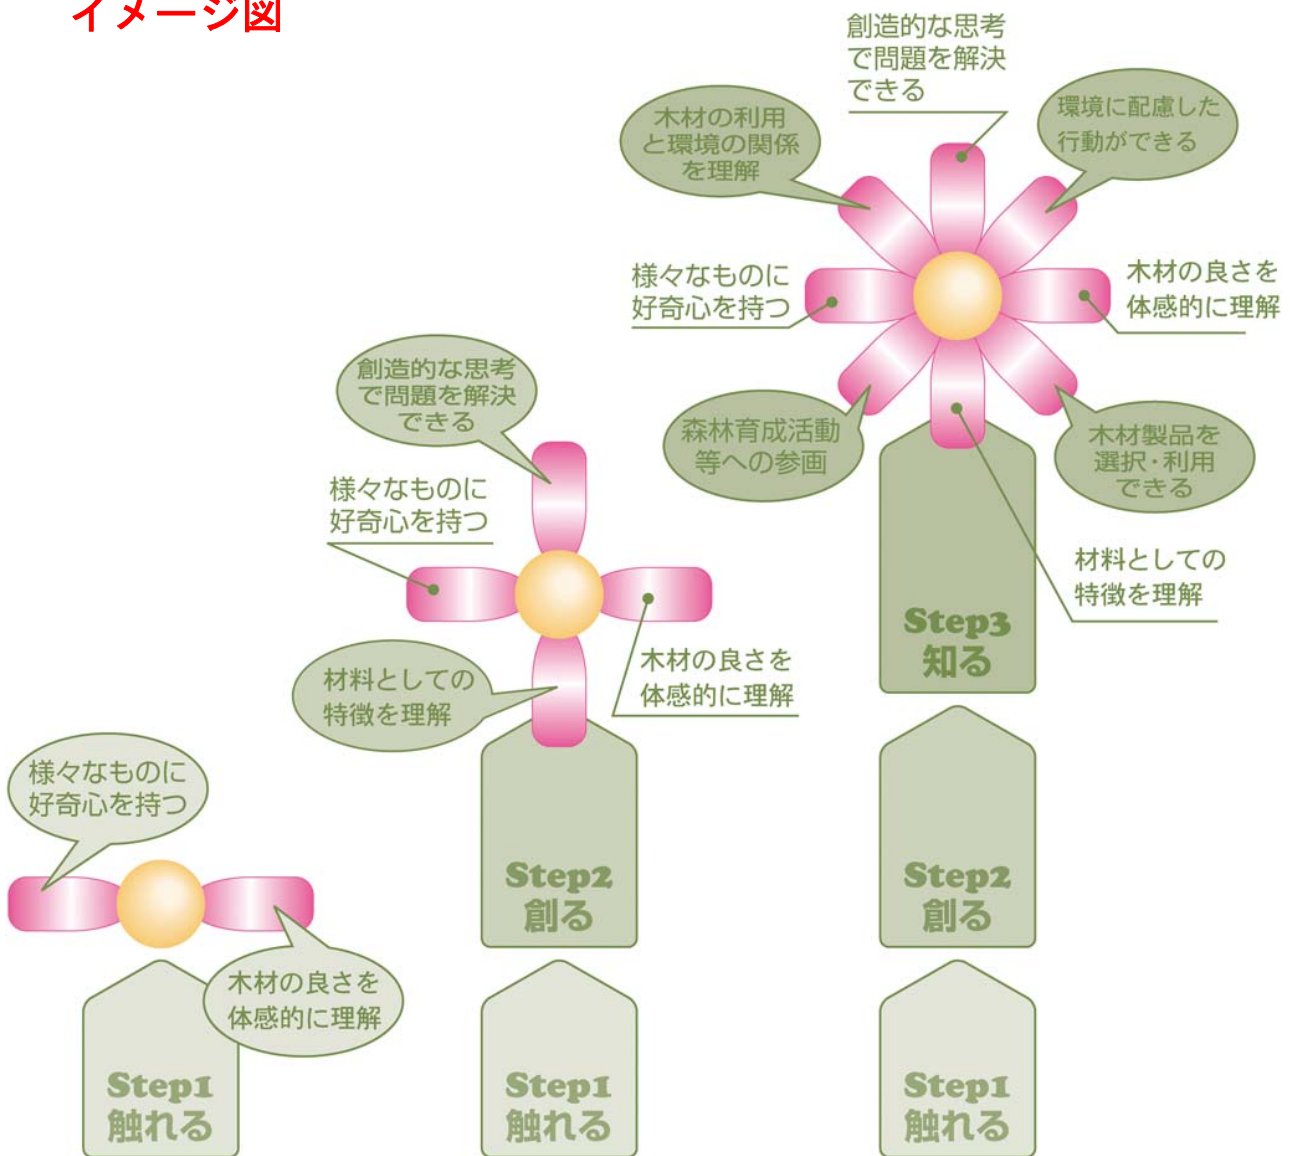 イメージ図
創造的な思考
で問題を解決
できる
木材の利用
と環境の関係
を理解
環境に配慮した
行動ができる
様々なものに
好奇心を持つ
木材の良さを
体感的に理解
森林育成活動
等への参画
木材製品を
選択・利用
できる
材料としての
特徴を理解
Step3
知る
Step2
創る
Step1
触れる
創造的な思考
で問題を解決
できる
様々なものに
好奇心を持つ
材料としての
特徴を理解
木材の良さを
体感的に理解
Step2
創る
Step1
触れる
様々なものに
好奇心を持つ
木材の良さを
体感的に理解
Step1
触れる